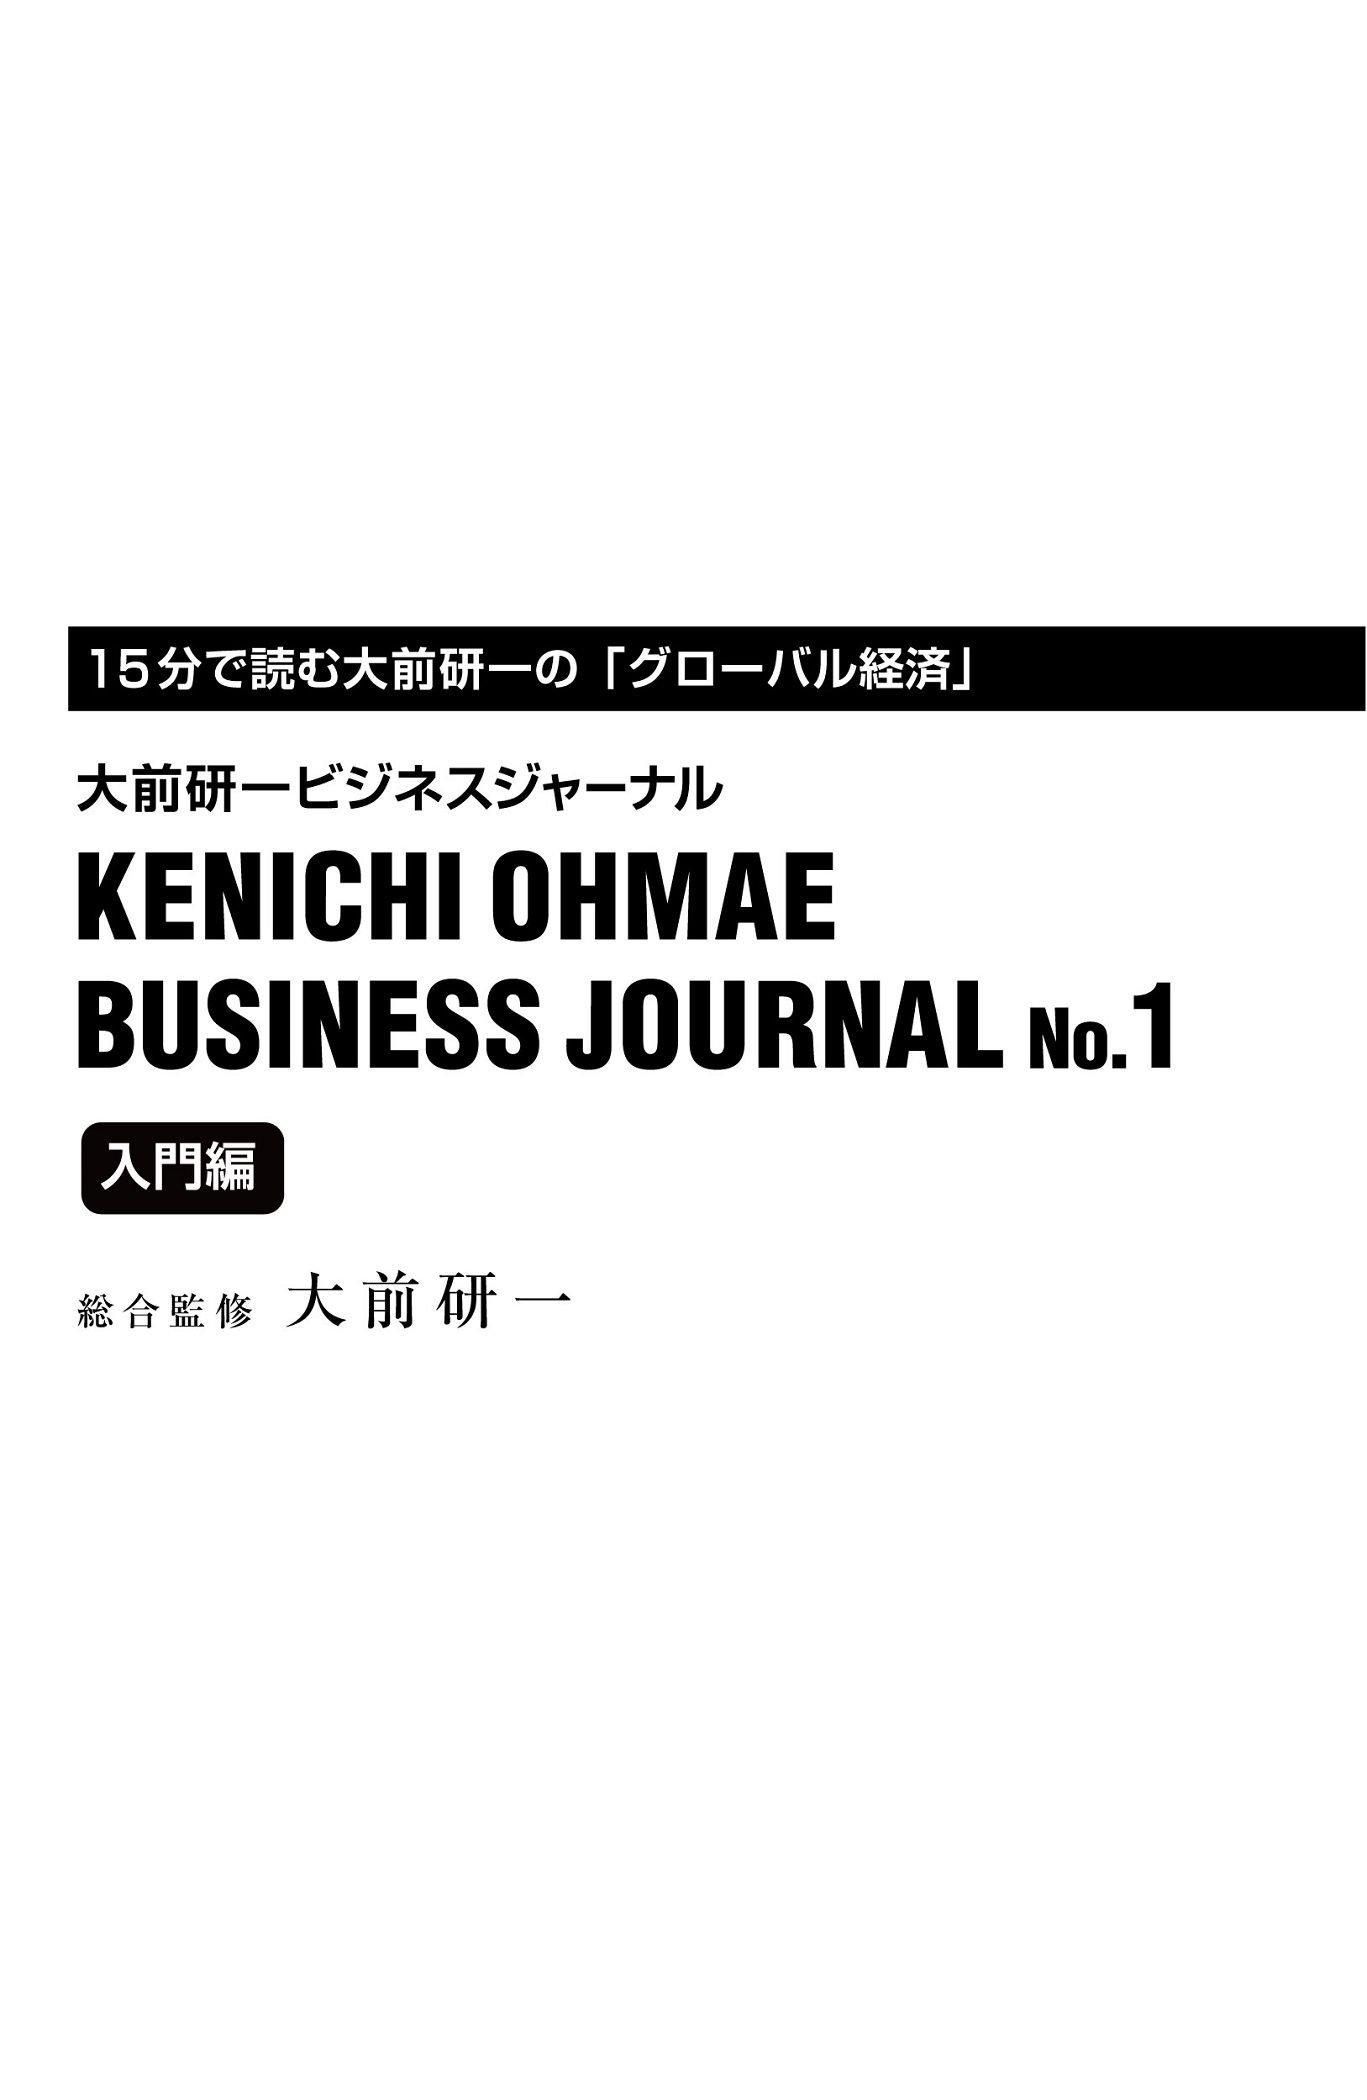 15分で読む大前研一の「グローバル経済」
大前研一ビジネスジャーナル
KENICHI OHMAE
BUSINESS JOURNAL No.1
入門編
総合監修 大前研一